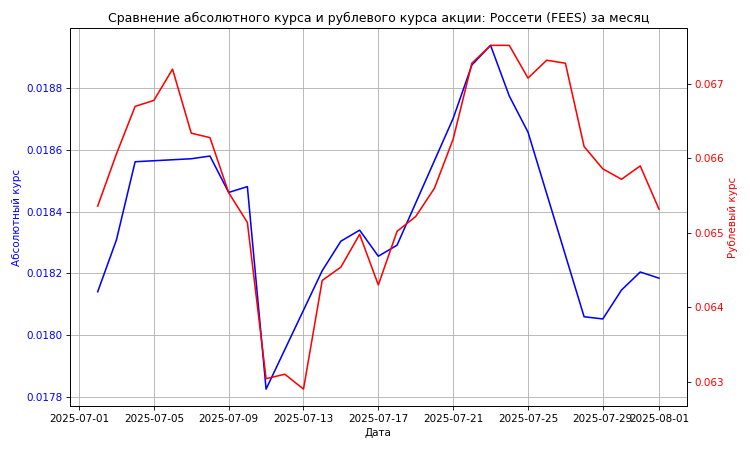 Сравнение абсолютного курса и рублевого курса акции: Россети (FEES) за месяц
Абсолютный курс
0.0188
0.0186
0.0184
0.0182
0.0180
0.0178
0.067
0.066
0.065
0.064
0.063
Рублевый курс
2025-07-01 2025-07-05 2025-07-09 2025-07-13 2025-07-17 2025-07-21 2025-07-25 2025-07-29 2025-08-01
Дата